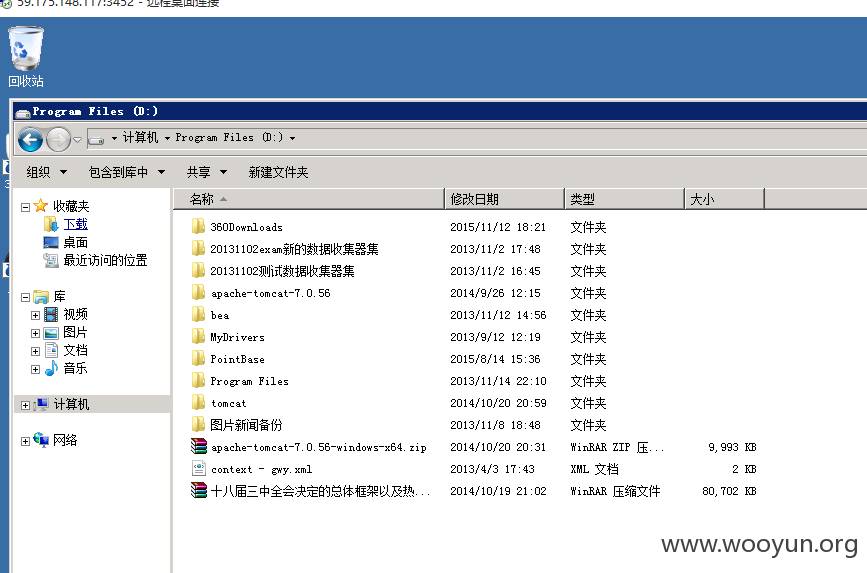 59.175.148.117:3452 - 远程桌面连接
回收站
Program Files (D:)
计算机 Program Files (D:)
组织 包含到库中 共享 新建文件夹
收藏夹
下载
桌面
最近访问的位置
库
视频
图片
文档
音乐
计算机
网络
名称 修改日期 类型 大小
360Downloads 2015/11/12 18:21 文件夹
20131102exam新的数据收集器集 2013/11/2 17:48 文件夹
20131102测试数据收集器集 2013/11/2 16:45 文件夹
apache-tomcat-7.0.56 2014/9/26 12:15 文件夹
bea 2013/11/12 14:56 文件夹
MyDrivers 2013/9/12 12:19 文件夹
PointBase 2015/8/14 15:36 文件夹
Program Files 2013/11/14 22:10 文件夹
tomcat 2014/10/20 20:59 文件夹
图片新闻备份 2013/11/8 18:48 文件夹
apache-tomcat-7.0.56-windows-x64.zip 2014/10/20 20:31 WinRAR ZIP 压... 9,993 KB
context - gwy.xml 2013/4/3 17:43 XML 文档 2 KB
十八届三中全会决定的总体框架以及热... 2014/10/19 21:02 WinRAR 压缩文件 80,702 KB
www.wooyun.org